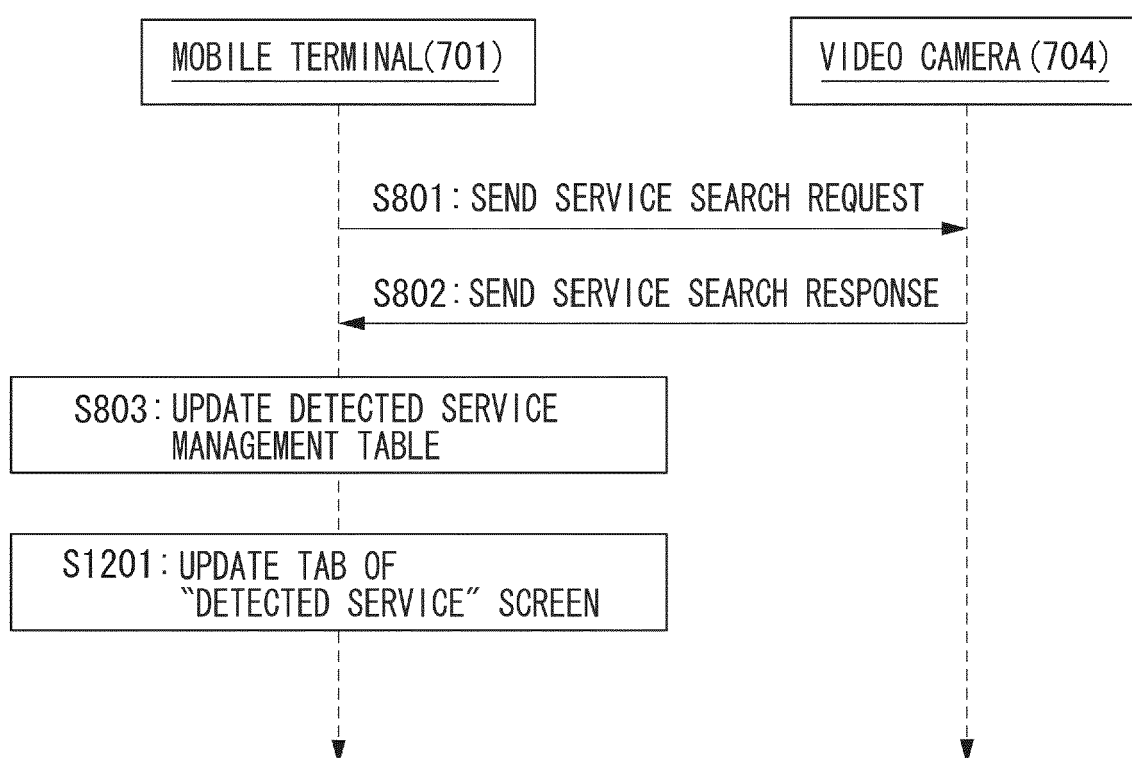 MOBILE TERMINAL(701)
VIDEO CAMERA(704)
S801:SEND SERVICE SEARCH REQUEST
S802:SEND SERVICE SEARCH RESPONSE
S803:UPDATE DETECTED SERVICE
MANAGEMENT TABLE
S1201:UPDATE TAB OF
"DETECTED SERVICE" SCREEN